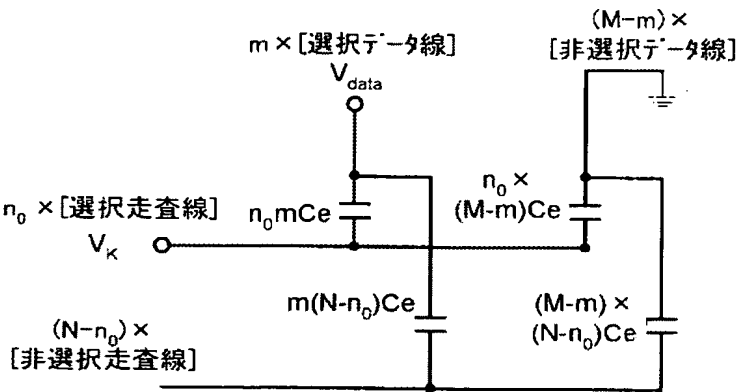 m×[選択データ線]
V_data
(M-m)×
[非選択データ線]
n₀ ×[選択走査線]
V_K
n₀mCe
n₀ ×
(M-m)Ce
m(N-n₀)Ce
(M-m) ×
(N-n₀)Ce
(N-n₀)×
[非選択走査線]